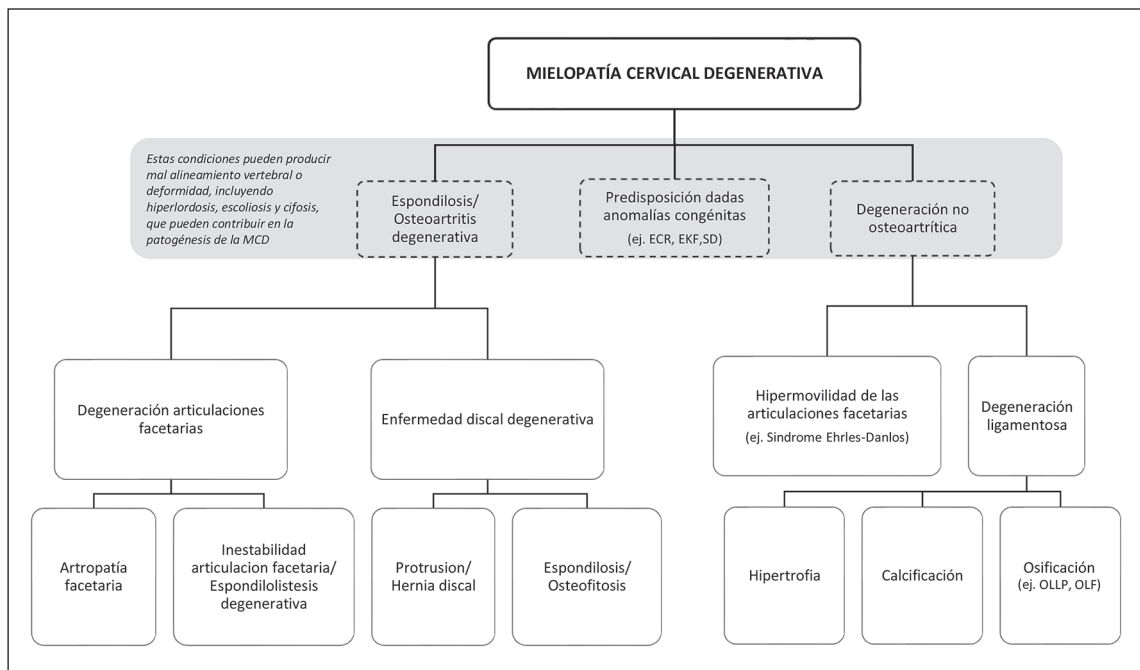 MIELOPATÍA CERVICAL DEGENERATIVA
Estas condiciones pueden producir
mal alineamiento vertebral o
deformidad, incluyendo
hiperlordosis, escoliosis y cifosis,
que pueden contribuir en la
patogénesis de la MCD
Espondilosis/
Osteoartritis
degenerativa
Predisposición dadas
anomalías congénitas
(ej. ECR, EKF,SD)
Degeneración no
osteoartrítica
Degeneración articulaciones
facetarias
Enfermedad discal degenerativa
Hipermovilidad de las
articulaciones facetarias
(ej. Sindrome Ehrles-Danlos)
Degeneración
ligamentosa
Artropatía
facetaria
Inestabilidad
articulacion facetaria/
Espondilolistesis
degenerativa
Protrusion/
Hernia discal
Espondilosis/
Osteofitosis
Hipertrofia
Calcificación
Osificación
(ej. OLLP, OLF)